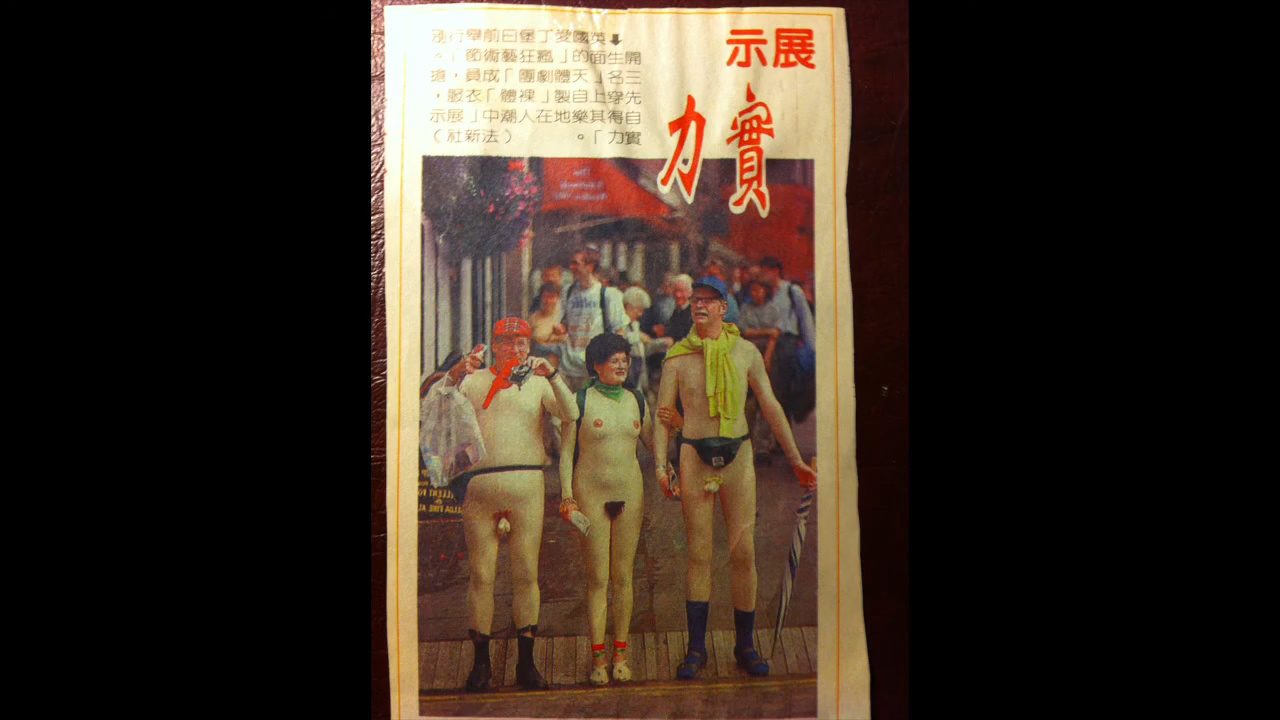 展示
實力
⬇英國愛丁堡日前舉行別
開生面的「瘋狂藝術節」。
三名「天體劇團」成員，搶
先穿上自製「裸體」衣服，
自得其樂地在人潮中「展示
實力」。 （法新社）